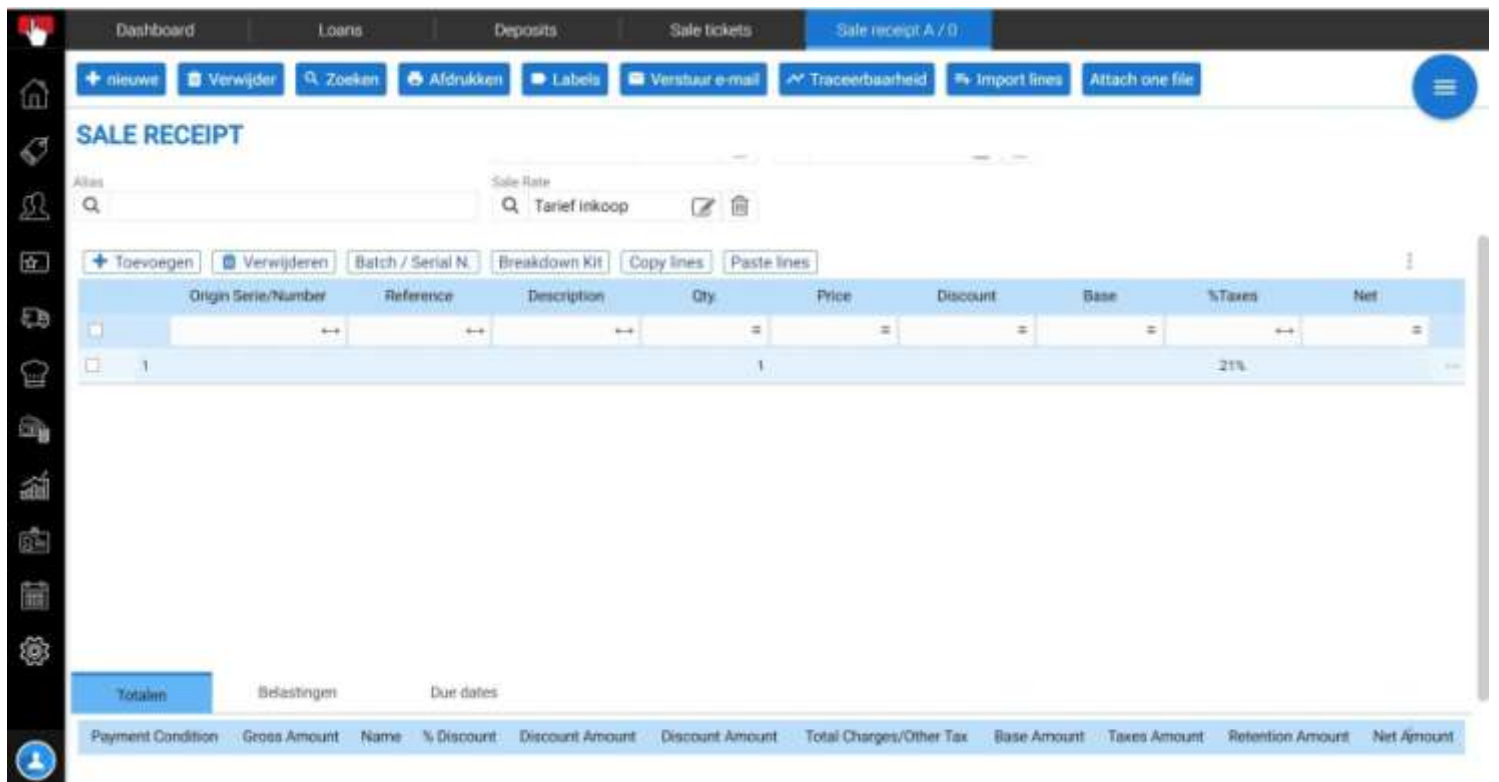 Dashboard Loans Deposits Sale tickets Sale receipt A / 0
nieuwe Verwijder Zoeken Afdrukken Labels Verstuur e-mail Traceerbaarheid Import lines Attach one file
SALE RECEIPT
Alias Sale Rate
Tarief inkoop
Toevoegen Verwijderen Batch / Serial N. Breakdown Kit Copy lines Paste lines
Origin Serie/Number Reference Description Qty. Price Discount Base %Taxes Net
1 1 21%
Totalen Belastingen Due dates
Payment Condition Gross Amount Name % Discount Discount Amount Discount Amount Total Charges/Other Tax Base Amount Taxes Amount Retention Amount Net Amount